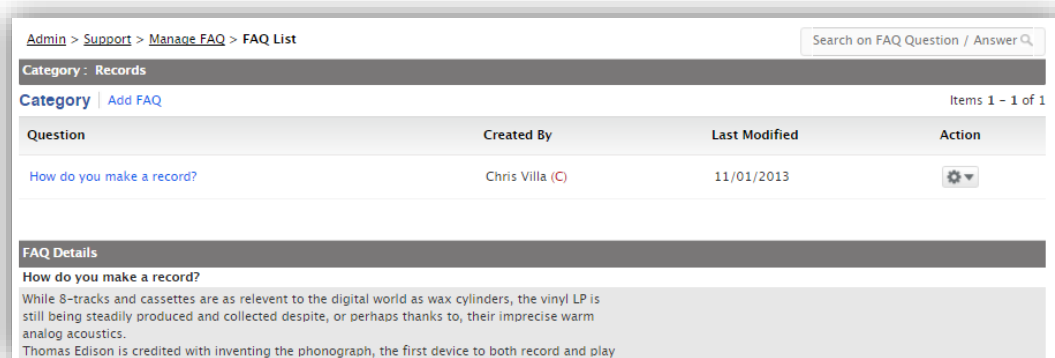 Admin > Support > Manage FAQ > FAQ List
Search on FAQ Question / Answer
Category : Records
Category | Add FAQ
Items 1 - 1 of 1
Question Created By Last Modified Action
How do you make a record? Chris Villa (C) 11/01/2013
FAQ Details
How do you make a record?
While 8-tracks and cassettes are as relevent to the digital world as wax cylinders, the vinyl LP is
still being steadily produced and collected despite, or perhaps thanks to, their imprecise warm
analog acoustics.
Thomas Edison is credited with inventing the phonograph, the first device to both record and play